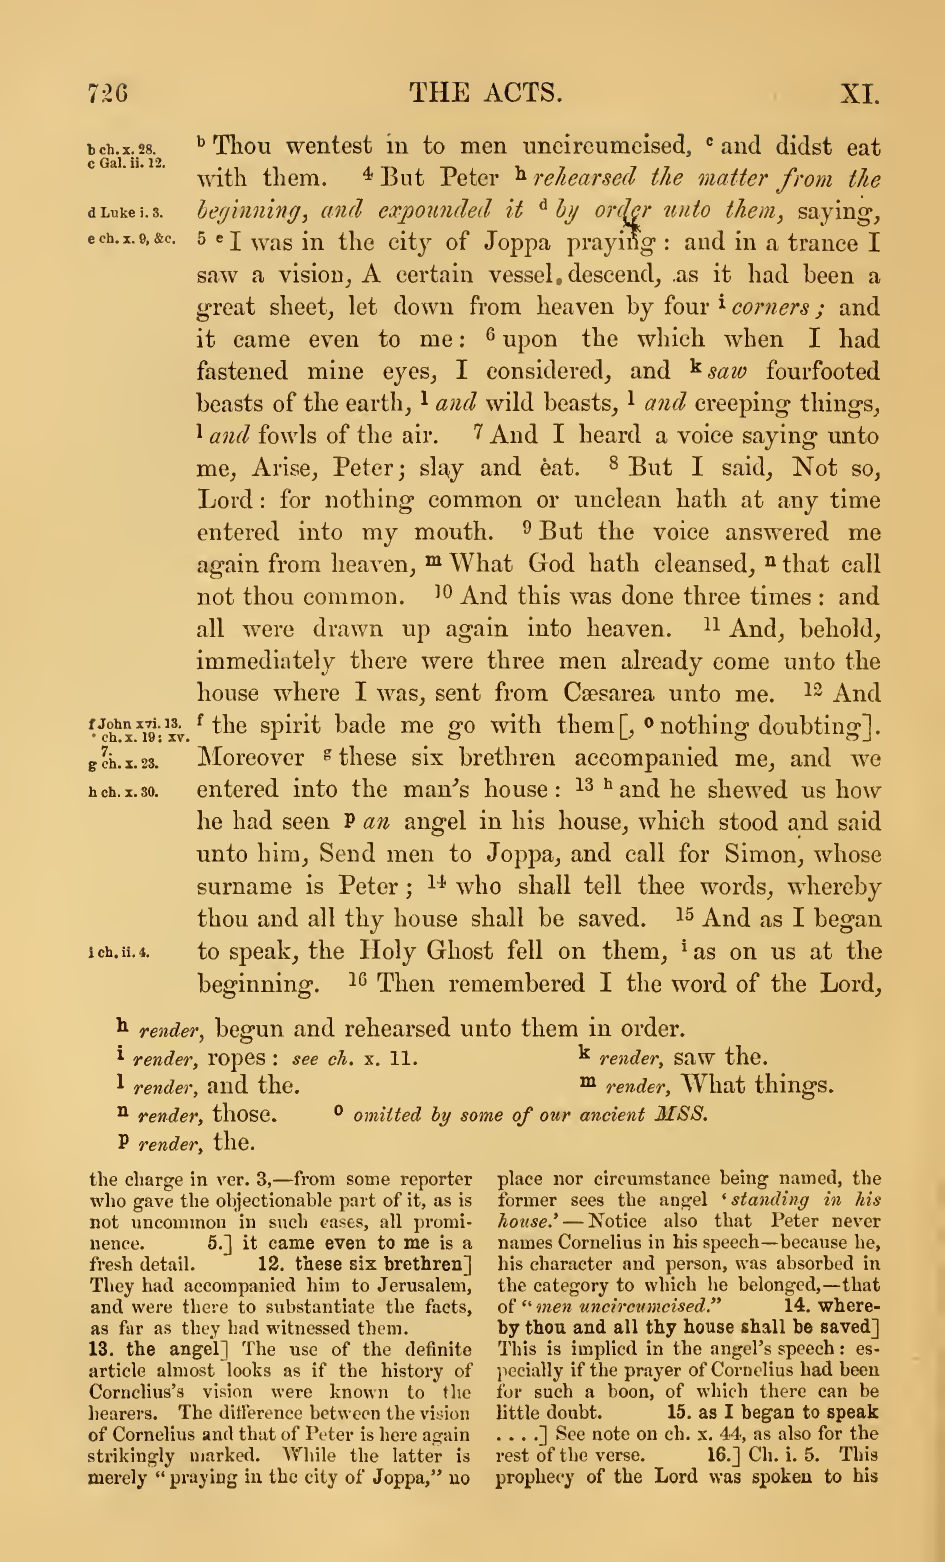 726 THE ACTS. XI.
b ch. x. 28.
c Gal. ii. 12.
d Luke i. 3.
e ch. x. 9, &c.
b Thou wentest in to men uncircumcised, c and didst eat
with them. 4 But Peter h rehearsed the matter from the
beginning, and expounded it d by order unto them, saying,
5 e I was in the city of Joppa praying : and in a trance I
saw a vision, A certain vessel descend, as it had been a
great sheet, let down from heaven by four i corners ; and
it came even to me : 6 upon the which when I had
fastened mine eyes, I considered, and k saw fourfooted
beasts of the earth, l and wild beasts, l and creeping things,
l and fowls of the air. 7 And I heard a voice saying unto
me, Arise, Peter ; slay and eat. 8 But I said, Not so,
Lord : for nothing common or unclean hath at any time
entered into my mouth. 9 But the voice answered me
again from heaven, m What God hath cleansed, n that call
not thou common. 10 And this was done three times : and
all were drawn up again into heaven. 11 And, behold,
immediately there were three men already come unto the
house where I was, sent from Cæsarea unto me. 12 And
f John xvi. 13.
ch. x. 19 ; xv.
7.
g ch. x. 23.
h ch. x. 30.
f the spirit bade me go with them[, o nothing doubting].
Moreover g these six brethren accompanied me, and we
entered into the man's house : 13 h and he shewed us how
he had seen p an angel in his house, which stood and said
unto him, Send men to Joppa, and call for Simon, whose
surname is Peter ; 14 who shall tell thee words, whereby
thou and all thy house shall be saved. 15 And as I began
i ch. ii. 4.
to speak, the Holy Ghost fell on them, i as on us at the
beginning. 16 Then remembered I the word of the Lord,
h render, begun and rehearsed unto them in order.
i render, ropes : see ch. x. 11. k render, saw the.
l render, and the. m render, What things.
n render, those. o omitted by some of our ancient MSS.
p render, the.
the charge in ver. 3,—from some reporter
who gave the objectionable part of it, as is
not uncommon in such cases, all promi-
nence. 5.] it came even to me is a
fresh detail. 12. these six brethren]
They had accompanied him to Jerusalem,
and were there to substantiate the facts,
as far as they had witnessed them.
13. the angel] The use of the definite
article almost looks as if the history of
Cornelius's vision were known to the
hearers. The difference between the vision
of Cornelius and that of Peter is here again
strikingly marked. While the latter is
merely "praying in the city of Joppa," no
place nor circumstance being named, the
former sees the angel ‘standing in his
house.’—Notice also that Peter never
names Cornelius in his speech—because he,
his character and person, was absorbed in
the category to which he belonged,—that
of "men uncircumcised." 14. where-
by thou and all thy house shall be saved]
This is implied in the angel's speech : es-
pecially if the prayer of Cornelius had been
for such a boon, of which there can be
little doubt. 15. as I began to speak
. . . .] See note on ch. x. 44, as also for the
rest of the verse. 16.] Ch. i. 5. This
prophecy of the Lord was spoken to his